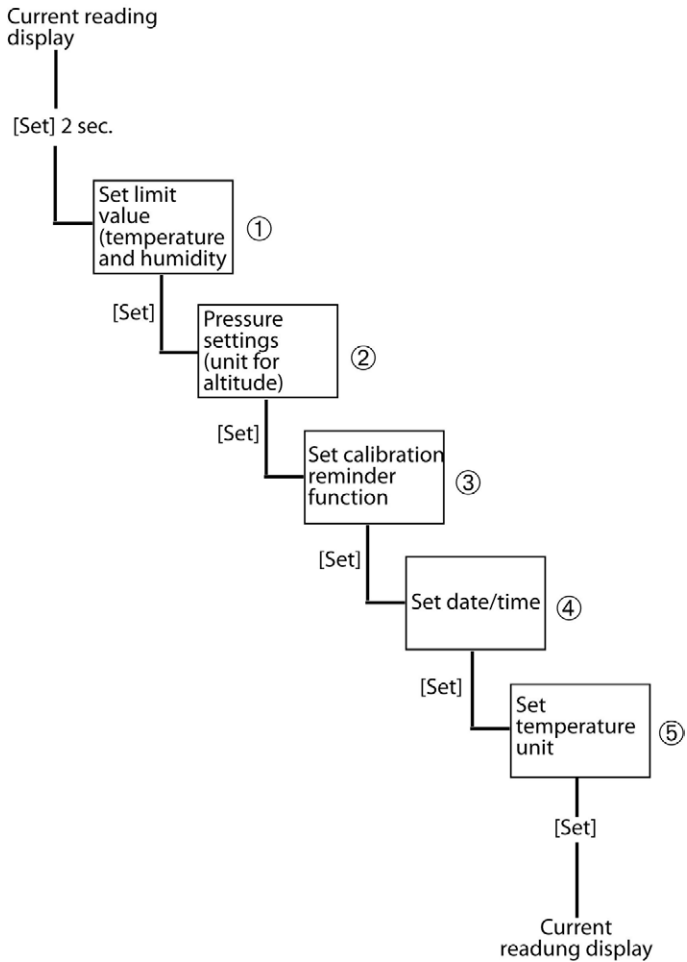 Current reading
display
[Set] 2 sec.
Set limit
value
(temperature
and humidity
①
[Set]
Pressure
settings
(unit for
altitude)
②
[Set]
Set calibration
reminder
function
③
[Set]
Set date/time
④
[Set]
Set
temperature
unit
⑤
[Set]
Current
readung display